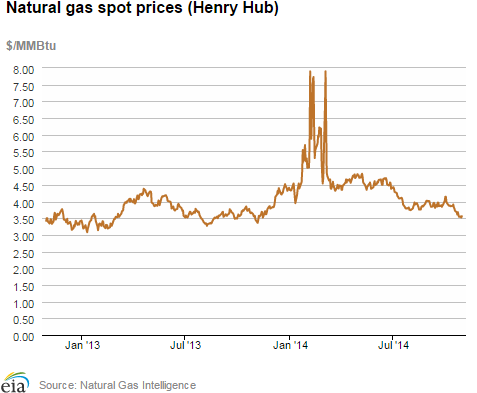 Natural gas spot prices (Henry Hub)
$/MMBtu
8.00
7.50
7.00
6.50
6.00
5.50
5.00
4.50
4.00
3.50
3.00
2.50
2.00
1.50
1.00
0.50
0.00
Jan '13
Jul '13
Jan '14
Jul '14
eia
Source: Natural Gas Intelligence